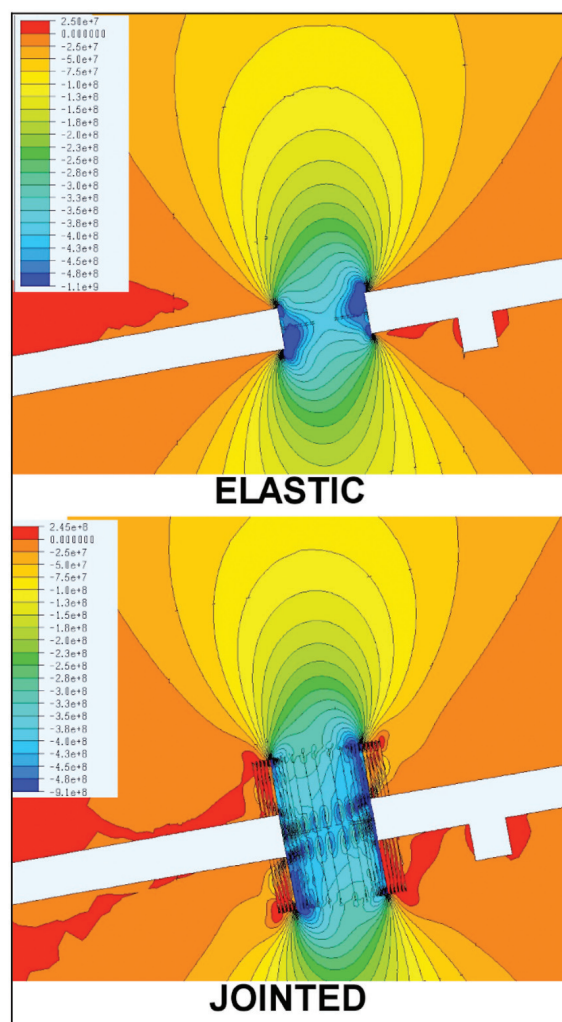 2.50e+7
0.000000
-2.5e+7
-5.0e+7
-7.5e+7
-1.0e+8
-1.3e+8
-1.5e+8
-1.8e+8
-2.0e+8
-2.3e+8
-2.5e+8
-2.8e+8
-3.0e+8
-3.3e+8
-3.5e+8
-3.8e+8
-4.0e+8
-4.3e+8
-4.5e+8
-4.8e+8
-1.1e+9
ELASTIC
2.45e+8
0.000000
-2.5e+7
-5.0e+7
-7.5e+7
-1.0e+8
-1.3e+8
-1.5e+8
-1.8e+8
-2.0e+8
-2.3e+8
-2.5e+8
-2.8e+8
-3.0e+8
-3.3e+8
-3.5e+8
-3.8e+8
-4.0e+8
-4.3e+8
-4.5e+8
-4.8e+8
-9.1e+8
JOINTED